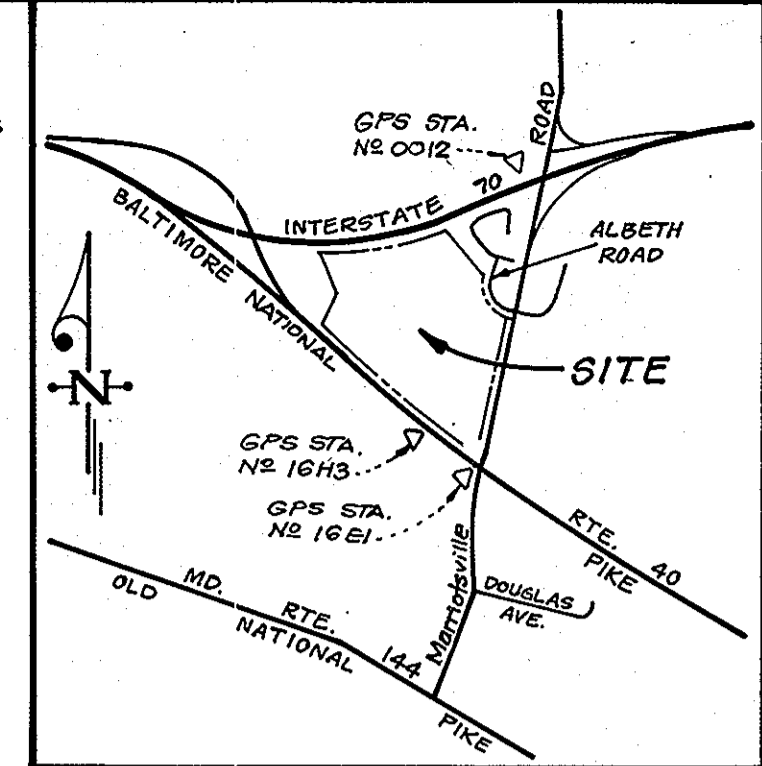 GPS STA.
Nº 0012
ROAD
INTERSTATE 70
ALBETH
ROAD
BALTIMORE NATIONAL
SITE
N
GPS STA.
Nº 16H3
GPS STA.
Nº 16E1
RTE. 40
PIKE
Marriotsville
DOUGLAS
AVE.
MD. RTE. 144
OLD NATIONAL PIKE